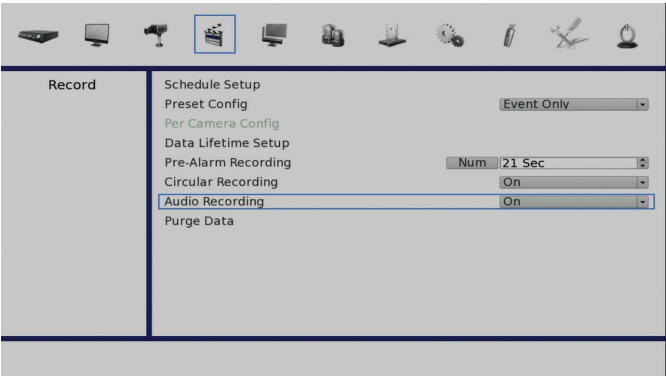 Record
Schedule Setup
Preset Config Event Only
Per Camera Config
Data Lifetime Setup
Pre-Alarm Recording Num 21 Sec
Circular Recording On
Audio Recording On
Purge Data